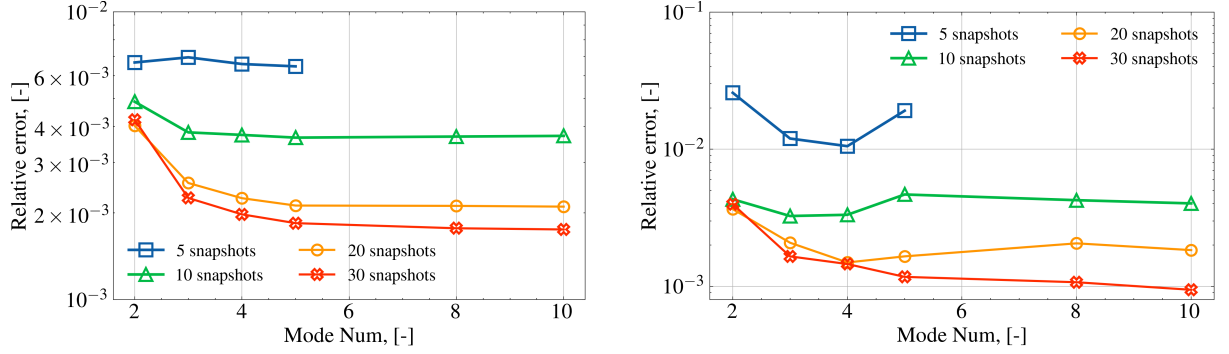 10⁻²
6 × 10⁻³
4 × 10⁻³
3 × 10⁻³
2 × 10⁻³
10⁻³
Relative error, [-]
5 snapshots
10 snapshots
20 snapshots
30 snapshots
2 4 6 8 10
Mode Num, [-]
10⁻¹
10⁻²
10⁻³
Relative error, [-]
5 snapshots
10 snapshots
20 snapshots
30 snapshots
2 4 6 8 10
Mode Num, [-]